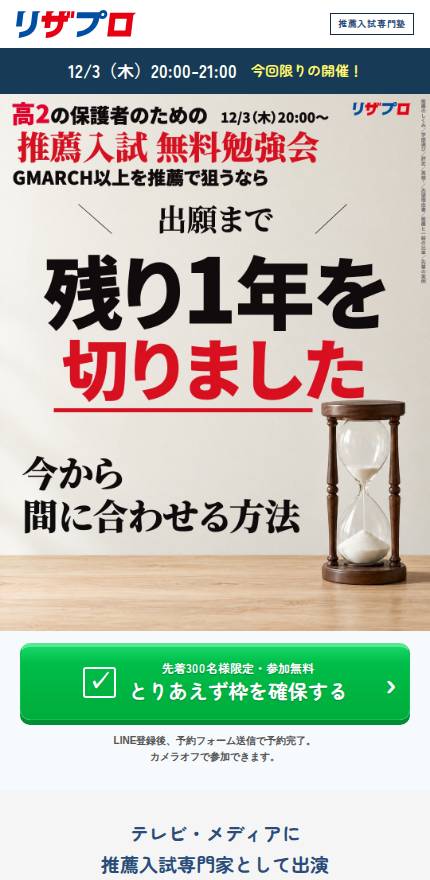 リザプロ
推薦入試専門塾
12/3（木）20:00-21:00 今回限りの開催！
高2の保護者のための 12/3(木)20:00〜
リザプロ
推薦入試 無料勉強会
GMARCH以上を推薦で狙うなら
出願まで
残り1年を
切りました
今から
間に合わせる方法
先着300名様限定・参加無料
とりあえず枠を確保する
LINE登録後、予約フォーム送信で予約完了。
カメラオフで参加できます。
テレビ・メディアに
推薦入試専門家として出演